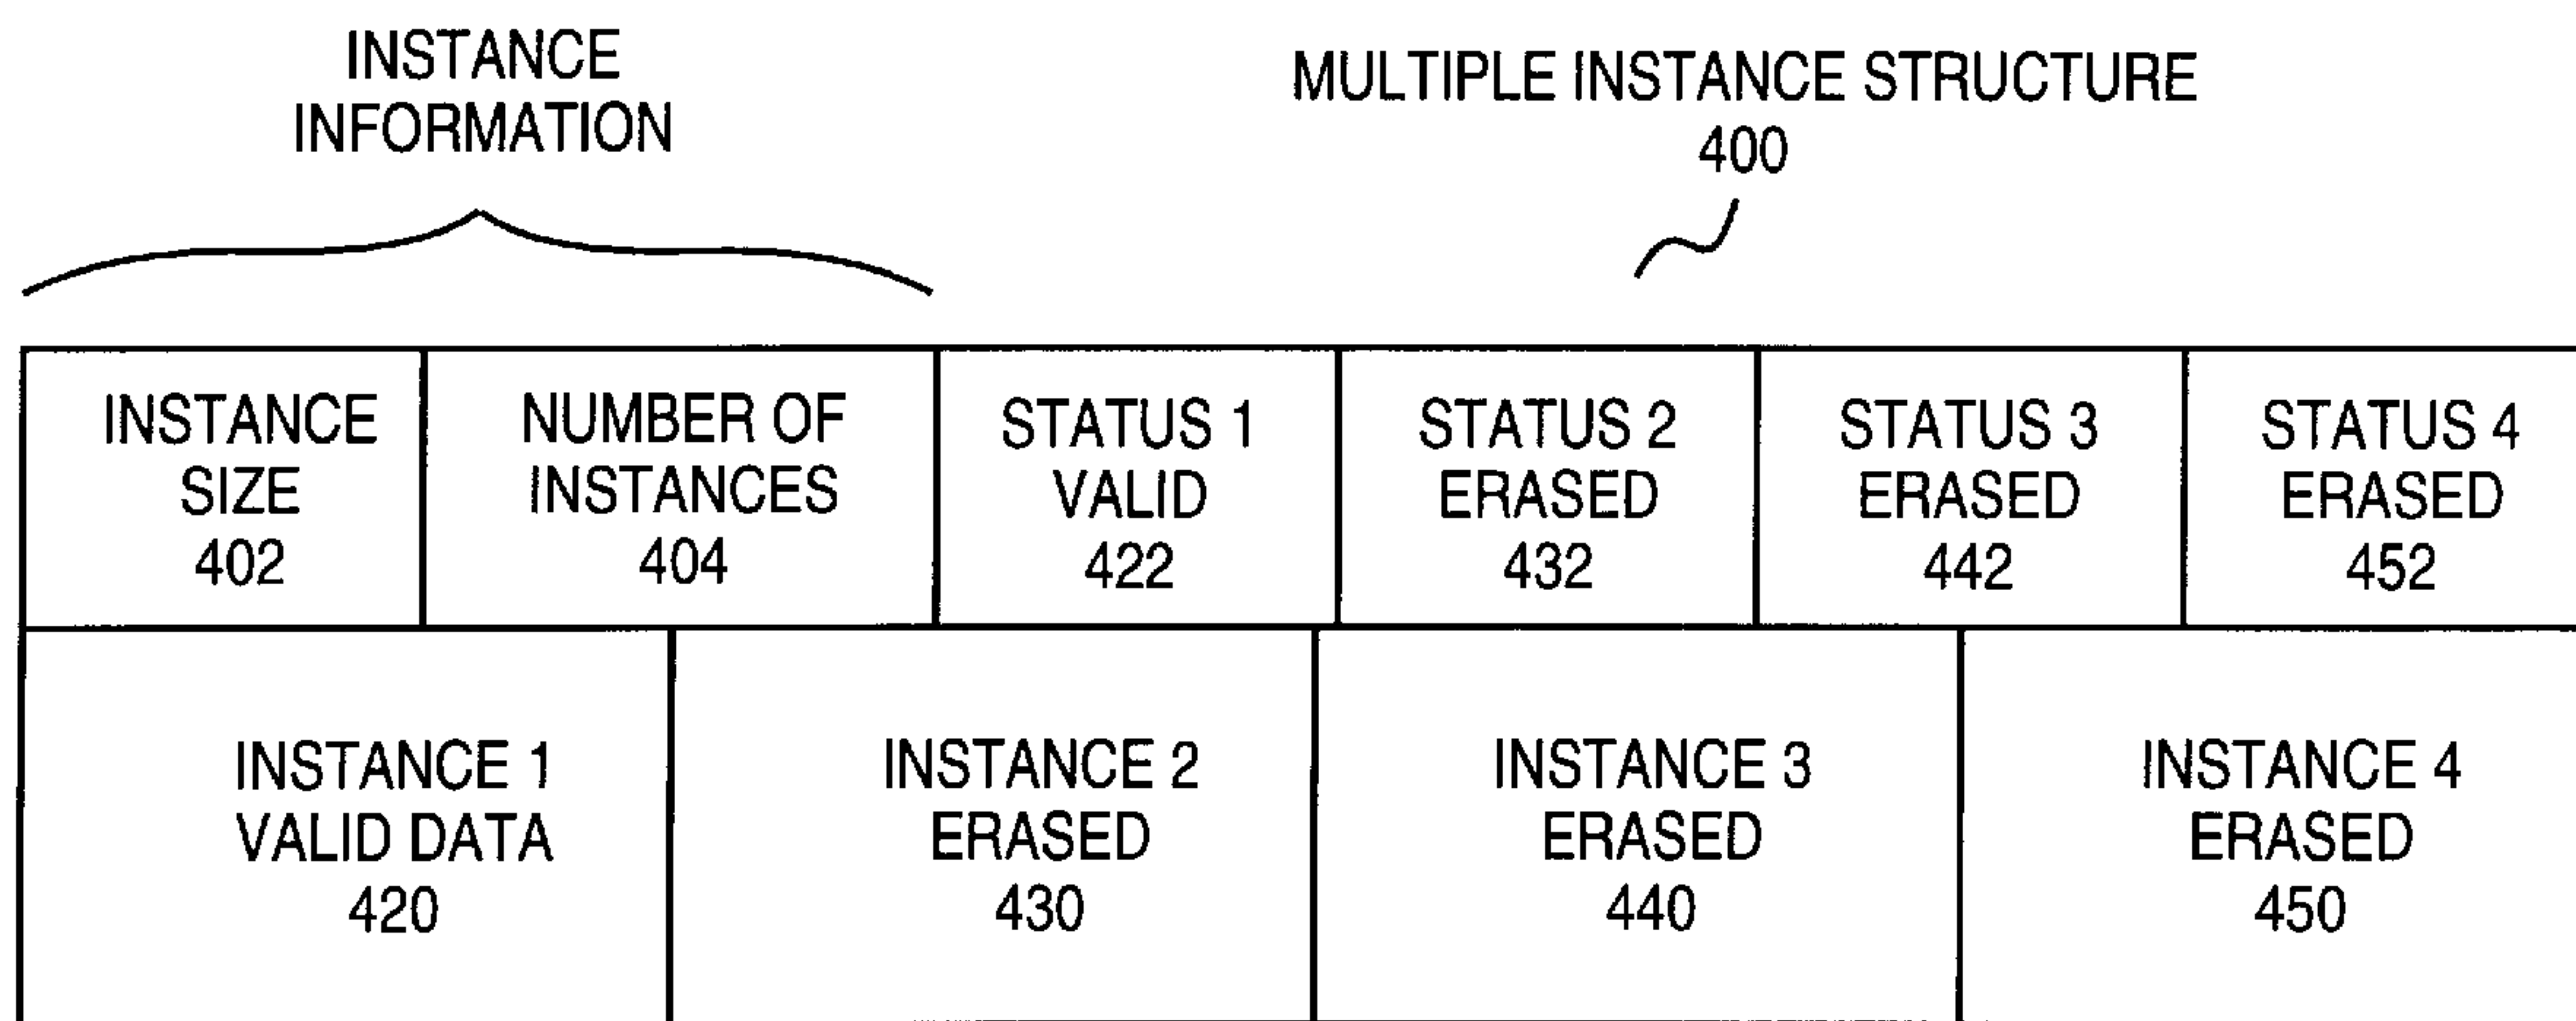 INSTANCE
INFORMATION
MULTIPLE INSTANCE STRUCTURE
400
INSTANCE
SIZE
402
NUMBER OF
INSTANCES
404
STATUS 1
VALID
422
STATUS 2
ERASED
432
STATUS 3
ERASED
442
STATUS 4
ERASED
452
INSTANCE 1
VALID DATA
420
INSTANCE 2
ERASED
430
INSTANCE 3
ERASED
440
INSTANCE 4
ERASED
450